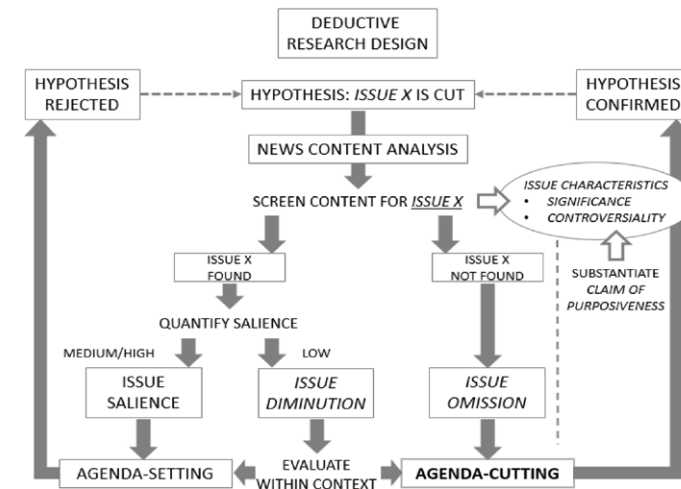 DEDUCTIVE
RESEARCH DESIGN
HYPOTHESIS
REJECTED
HYPOTHESIS: ISSUE X IS CUT
HYPOTHESIS
CONFIRMED
NEWS CONTENT ANALYSIS
SCREEN CONTENT FOR ISSUE X
ISSUE CHARACTERISTICS
• SIGNIFICANCE
• CONTROVERSIALITY
ISSUE X
FOUND
ISSUE X
NOT FOUND
SUBSTANTIATE
CLAIM OF
PURPOSIVENESS
QUANTIFY SALIENCE
MEDIUM/HIGH
LOW
ISSUE
SALIENCE
ISSUE
DIMINUTION
ISSUE
OMISSION
AGENDA-SETTING
EVALUATE
WITHIN CONTEXT
AGENDA-CUTTING